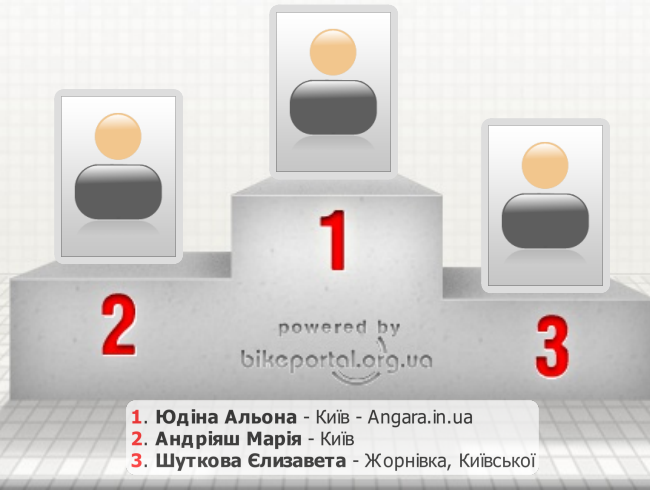 1
2
3
powered by
bikeportal.org.ua
1. Юдіна Альона - Київ - Angara.in.ua
2. Андріяш Марія - Київ
3. Шуткова Єлизавета - Жорнівка, Київської